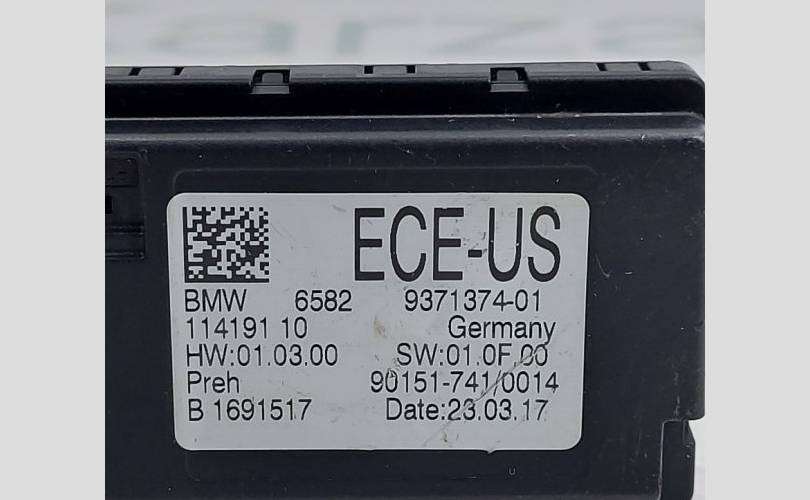 ECE-US
BMW 6582 9371374-01
114191 10 Germany
HW:01.03.00 SW:01.0F.00
Preh 90151-741/0014
B 1691517 Date:23.03.17